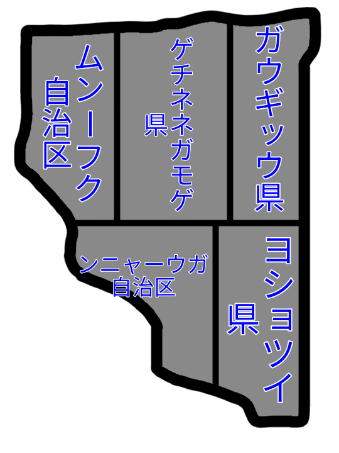 ムンーフク
自治区
ゲチネネガモゲ
県
ガウギッウ県
ンニャーウガ
自治区
ヨショツイ
県